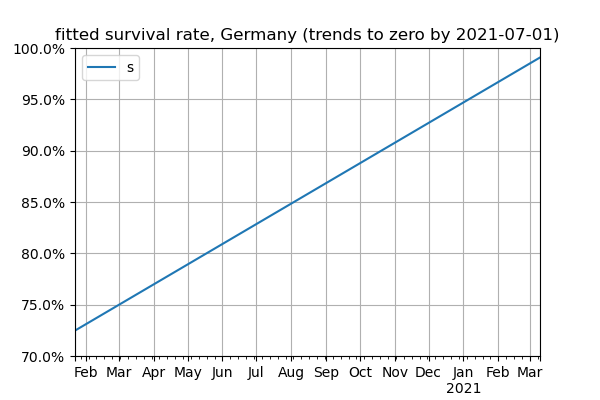 fitted survival rate, Germany (trends to zero by 2021-07-01)
s
100.0%
95.0%
90.0%
85.0%
80.0%
75.0%
70.0%
Feb Mar Apr May Jun Jul Aug Sep Oct Nov Dec Jan Feb Mar
2021